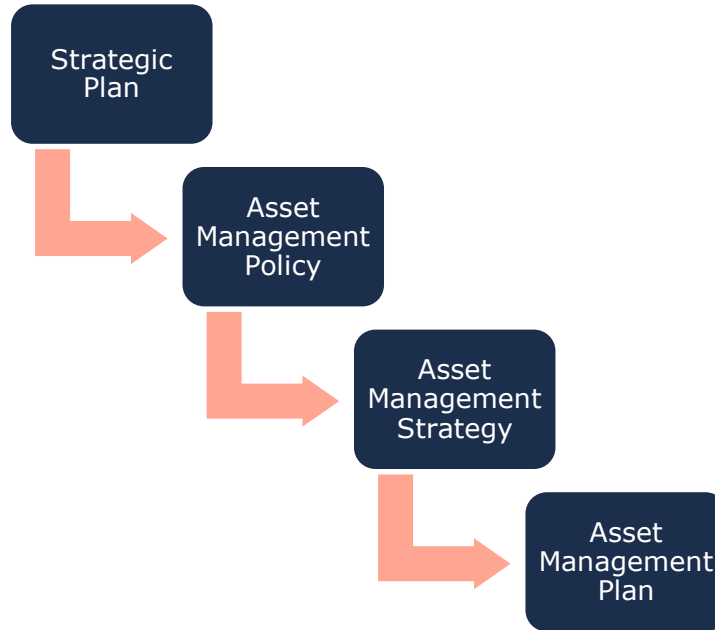 Strategic
Plan
Asset
Management
Policy
Asset
Management
Strategy
Asset
Management
Plan